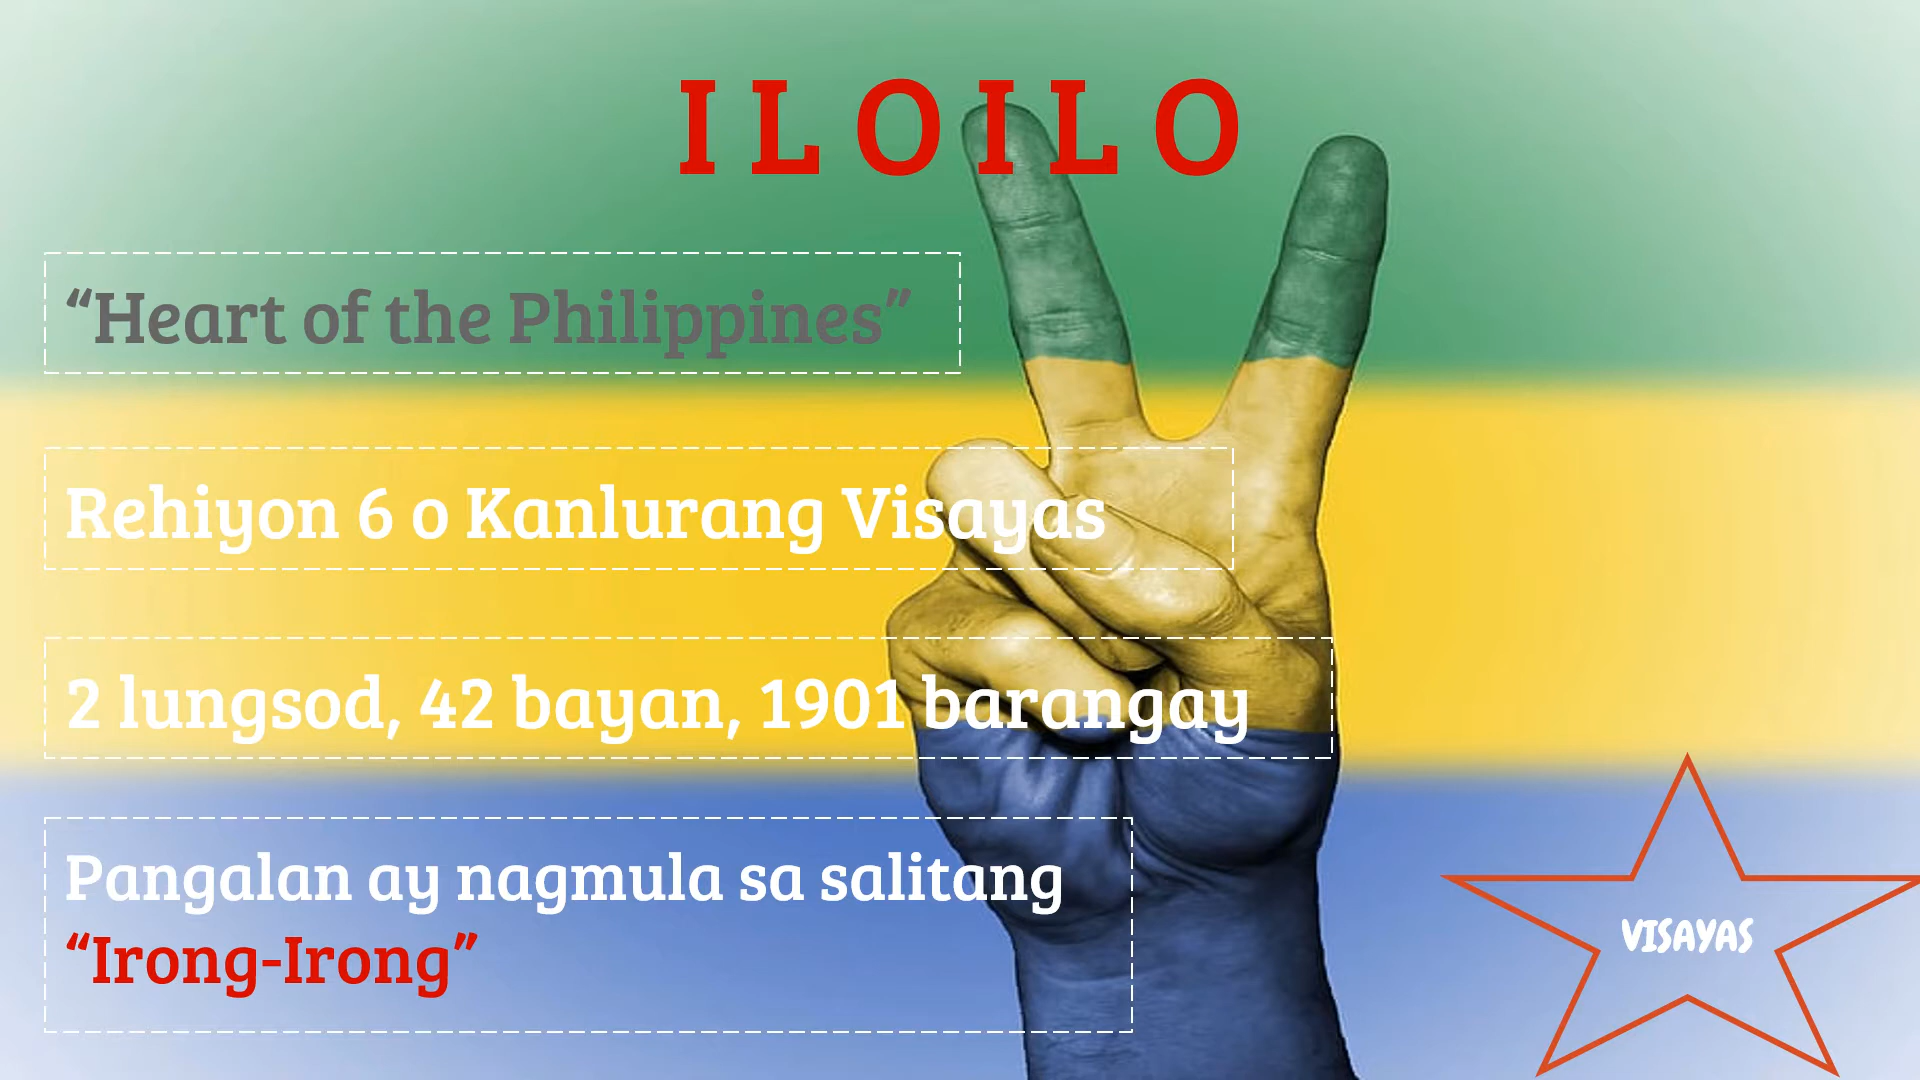 ILOILO
“Heart of the Philippines”
Rehiyon 6 o Kanlurang Visayas
2 lungsod, 42 bayan, 1901 barangay
Pangalan ay nagmula sa salitang
“Irong-Irong”
VISAYAS